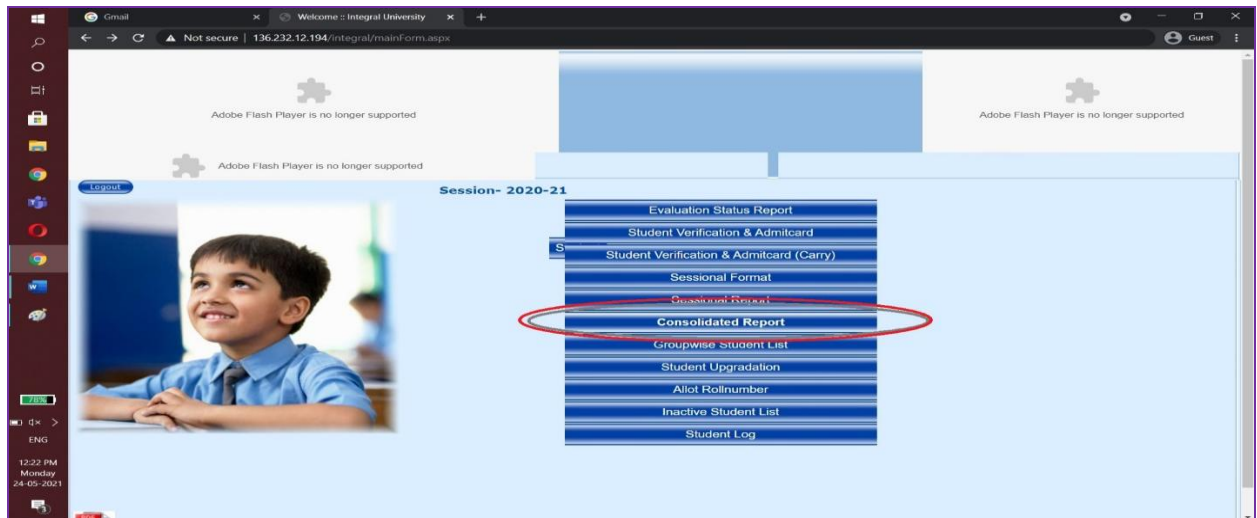 Gmail
Welcome :: Integral University
Not secure | 136.232.12.194/integral/mainForm.aspx
Guest
Adobe Flash Player is no longer supported
Adobe Flash Player is no longer supported
Adobe Flash Player is no longer supported
Logout
Session- 2020-21
Evaluation Status Report
Student Verification & Admitcard
S
Student Verification & Admitcard (Carry)
Sessional Format
Sessional Report
Consolidated Report
Groupwise Student List
Student Upgradation
Allot Rollnumber
Inactive Student List
Student Log
78%
ENG
12:22 PM
Monday
24-05-2021